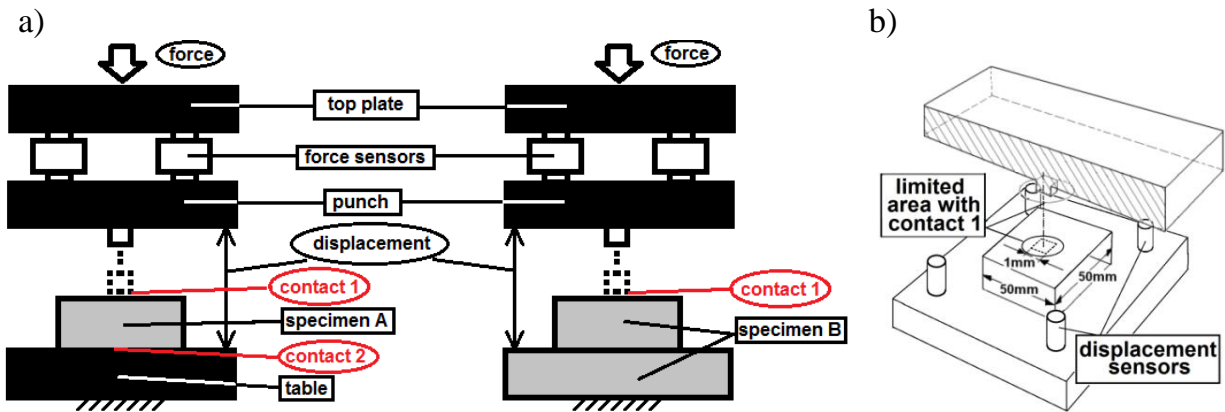 a)
force
force
top plate
force sensors
punch
displacement
contact 1
contact 1
specimen A
specimen B
contact 2
table
b)
limited
area with
contact 1
1mm
50mm
50mm
displacement
sensors